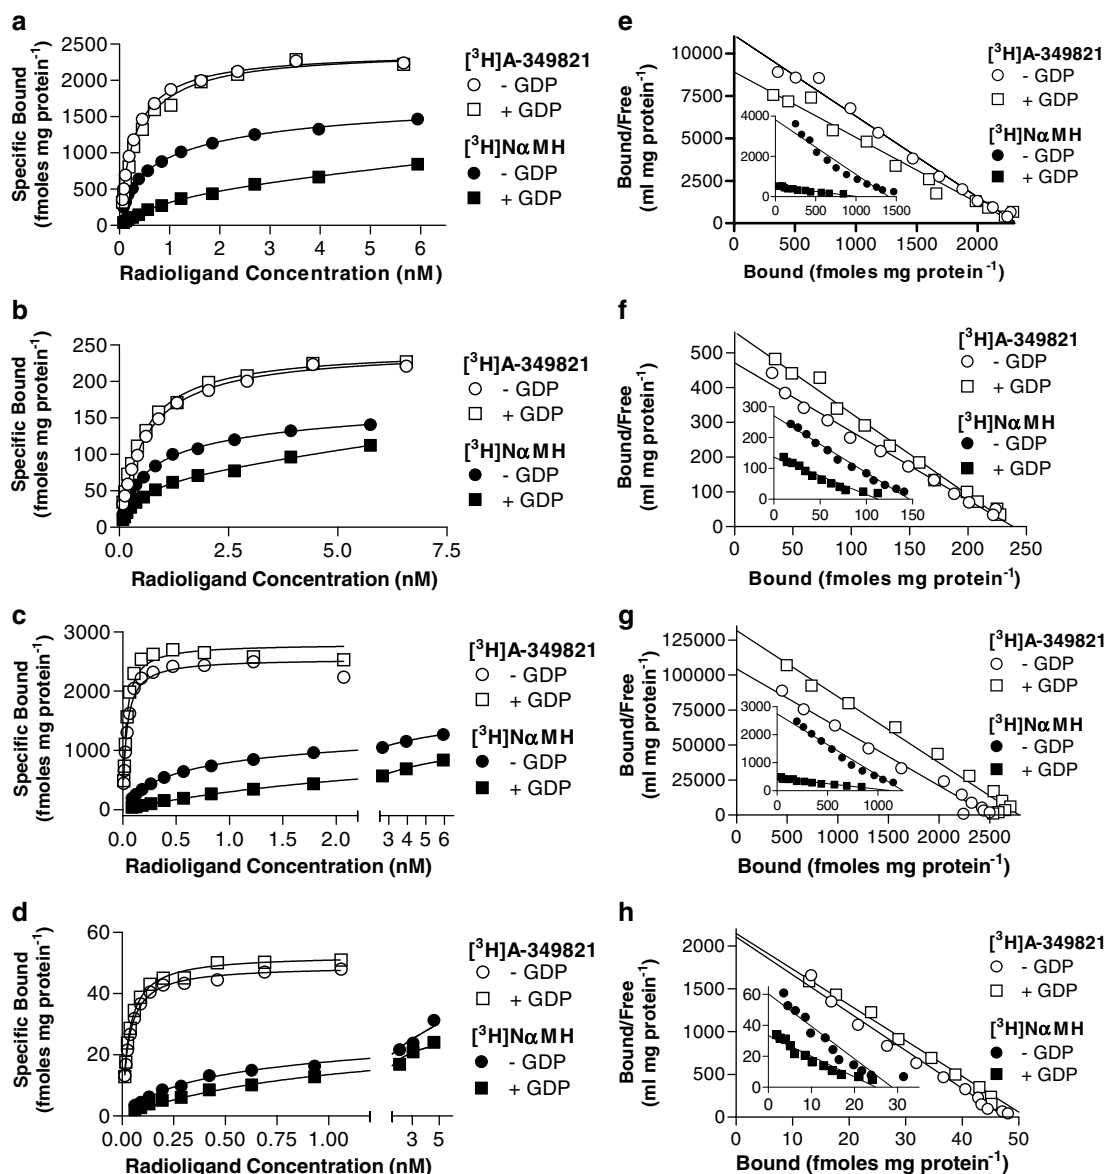 a
Specific Bound
(fmoles mg protein⁻¹)
2500
2000
1500
1000
500
0
0 1 2 3 4 5 6
Radioligand Concentration (nM)
[³H]A-349821
- GDP
+ GDP
[³H]NαMH
- GDP
+ GDP
e
Bound/Free
(ml mg protein⁻¹)
10000
7500
5000
2500
0
0 500 1000 1500 2000
4000
2000
0
0 500 1000 1500
Bound (fmoles mg protein⁻¹)
[³H]A-349821
- GDP
+ GDP
[³H]NαMH
- GDP
+ GDP
b
Specific Bound
(fmoles mg protein⁻¹)
250
200
150
100
50
0
0.0 2.5 5.0 7.5
Radioligand Concentration (nM)
[³H]A-349821
- GDP
+ GDP
[³H]NαMH
- GDP
+ GDP
f
Bound/Free
(ml mg protein⁻¹)
500
400
300
200
100
0
0 50 100 150 200 250
300
200
100
0
0 50 100 150
Bound (fmoles mg protein⁻¹)
[³H]A-349821
- GDP
+ GDP
[³H]NαMH
- GDP
+ GDP
c
Specific Bound
(fmoles mg protein⁻¹)
3000
2000
1000
0
0.0 0.5 1.0 1.5 2.0 3 4 5 6
Radioligand Concentration (nM)
[³H]A-349821
- GDP
+ GDP
[³H]NαMH
- GDP
+ GDP
g
Bound/Free
(ml mg protein⁻¹)
125000
100000
75000
50000
25000
0
0 500 1000 1500 2000 2500
3000
2000
1000
0
0 500 1000
Bound (fmoles mg protein⁻¹)
[³H]A-349821
- GDP
+ GDP
[³H]NαMH
- GDP
+ GDP
d
Specific Bound
(fmoles mg protein⁻¹)
60
40
20
0
0.00 0.25 0.50 0.75 1.00 3 5
Radioligand Concentration (nM)
[³H]A-349821
- GDP
+ GDP
[³H]NαMH
- GDP
+ GDP
h
Bound/Free
(ml mg protein⁻¹)
2000
1500
1000
500
0
0 10 20 30 40 50
60
40
20
0
0 10 20 30
Bound (fmoles mg protein⁻¹)
[³H]A-349821
- GDP
+ GDP
[³H]NαMH
- GDP
+ GDP